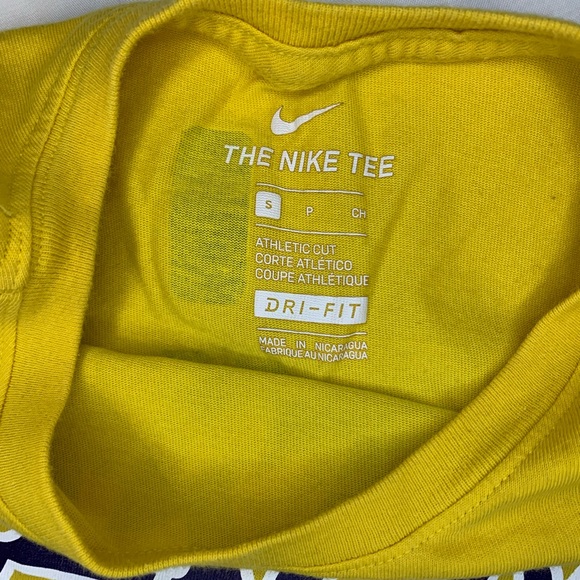 THE NIKE TEE
S P CH
ATHLETIC CUT
CORTE ATLÉTICO
COUPE ATHLÉTIQUE
DRI-FIT
MADE IN NICARAGUA
FABRIQUE AU NICARAGUA